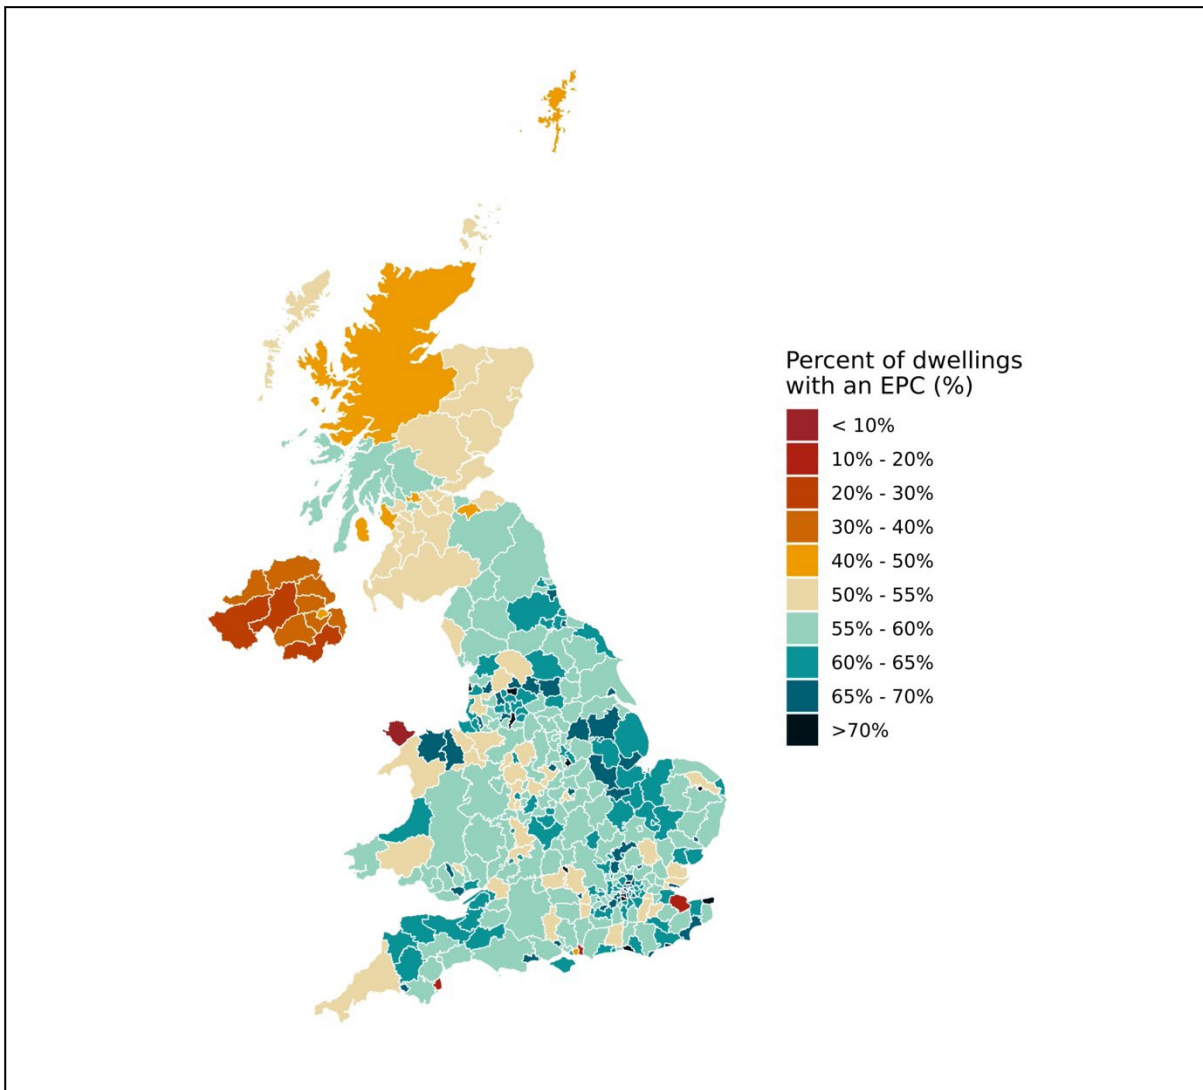 Percent of dwellings
with an EPC (%)
< 10%
10% - 20%
20% - 30%
30% - 40%
40% - 50%
50% - 55%
55% - 60%
60% - 65%
65% - 70%
>70%